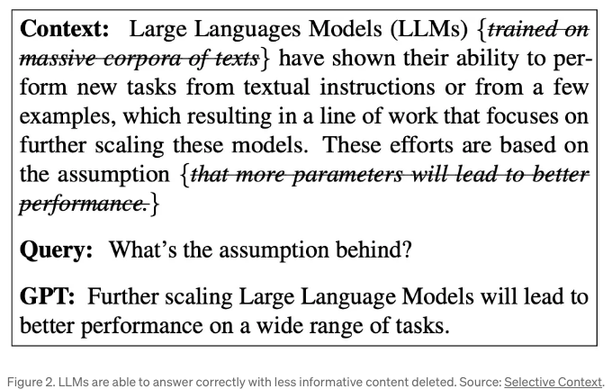 Context: Large Languages Models (LLMs) {trained on
massive corpora of texts} have shown their ability to per-
form new tasks from textual instructions or from a few
examples, which resulting in a line of work that focuses on
further scaling these models. These efforts are based on
the assumption {that more parameters will lead to better
performance.}
Query: What's the assumption behind?
GPT: Further scaling Large Language Models will lead to
better performance on a wide range of tasks.
Figure 2. LLMs are able to answer correctly with less informative content deleted. Source: Selective Context.